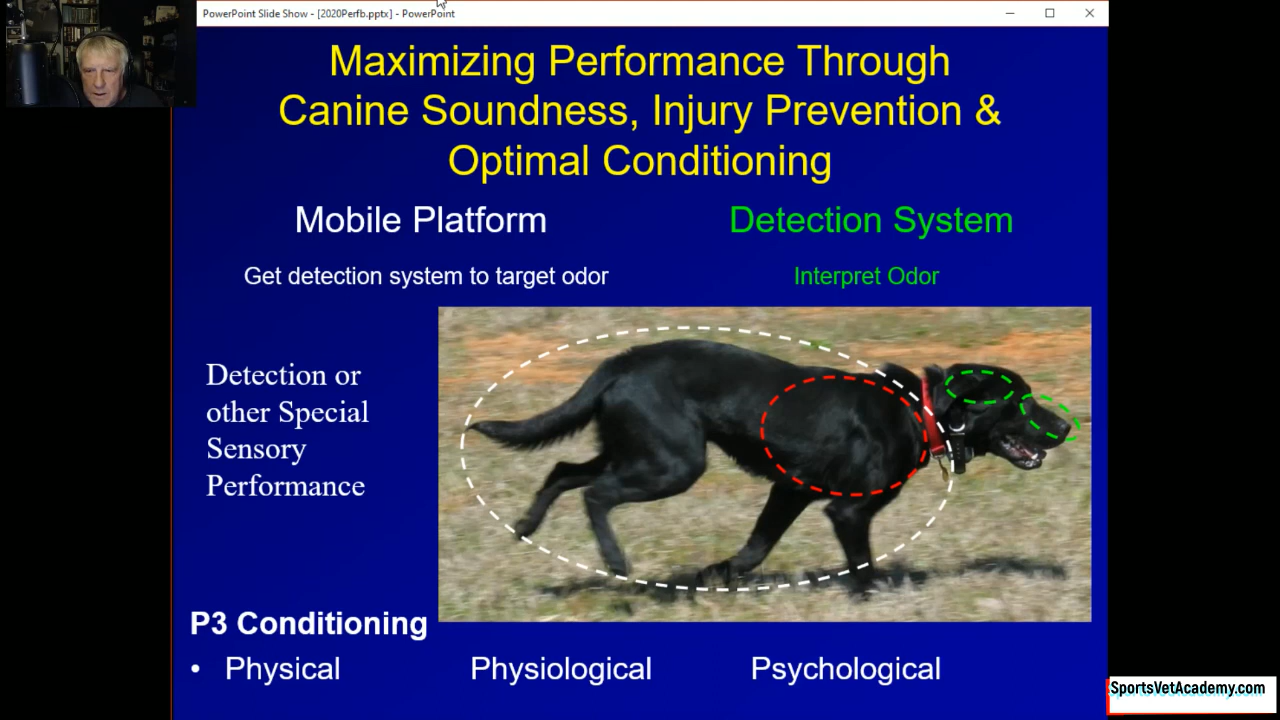 PowerPoint Slide Show - [2020Perfb.pptx] - PowerPoint
Maximizing Performance Through
Canine Soundness, Injury Prevention &
Optimal Conditioning
Mobile Platform
Detection System
Get detection system to target odor
Interpret Odor
Detection or
other Special
Sensory
Performance
P3 Conditioning
• Physical
Physiological
Psychological
SportsVetAcademy.com